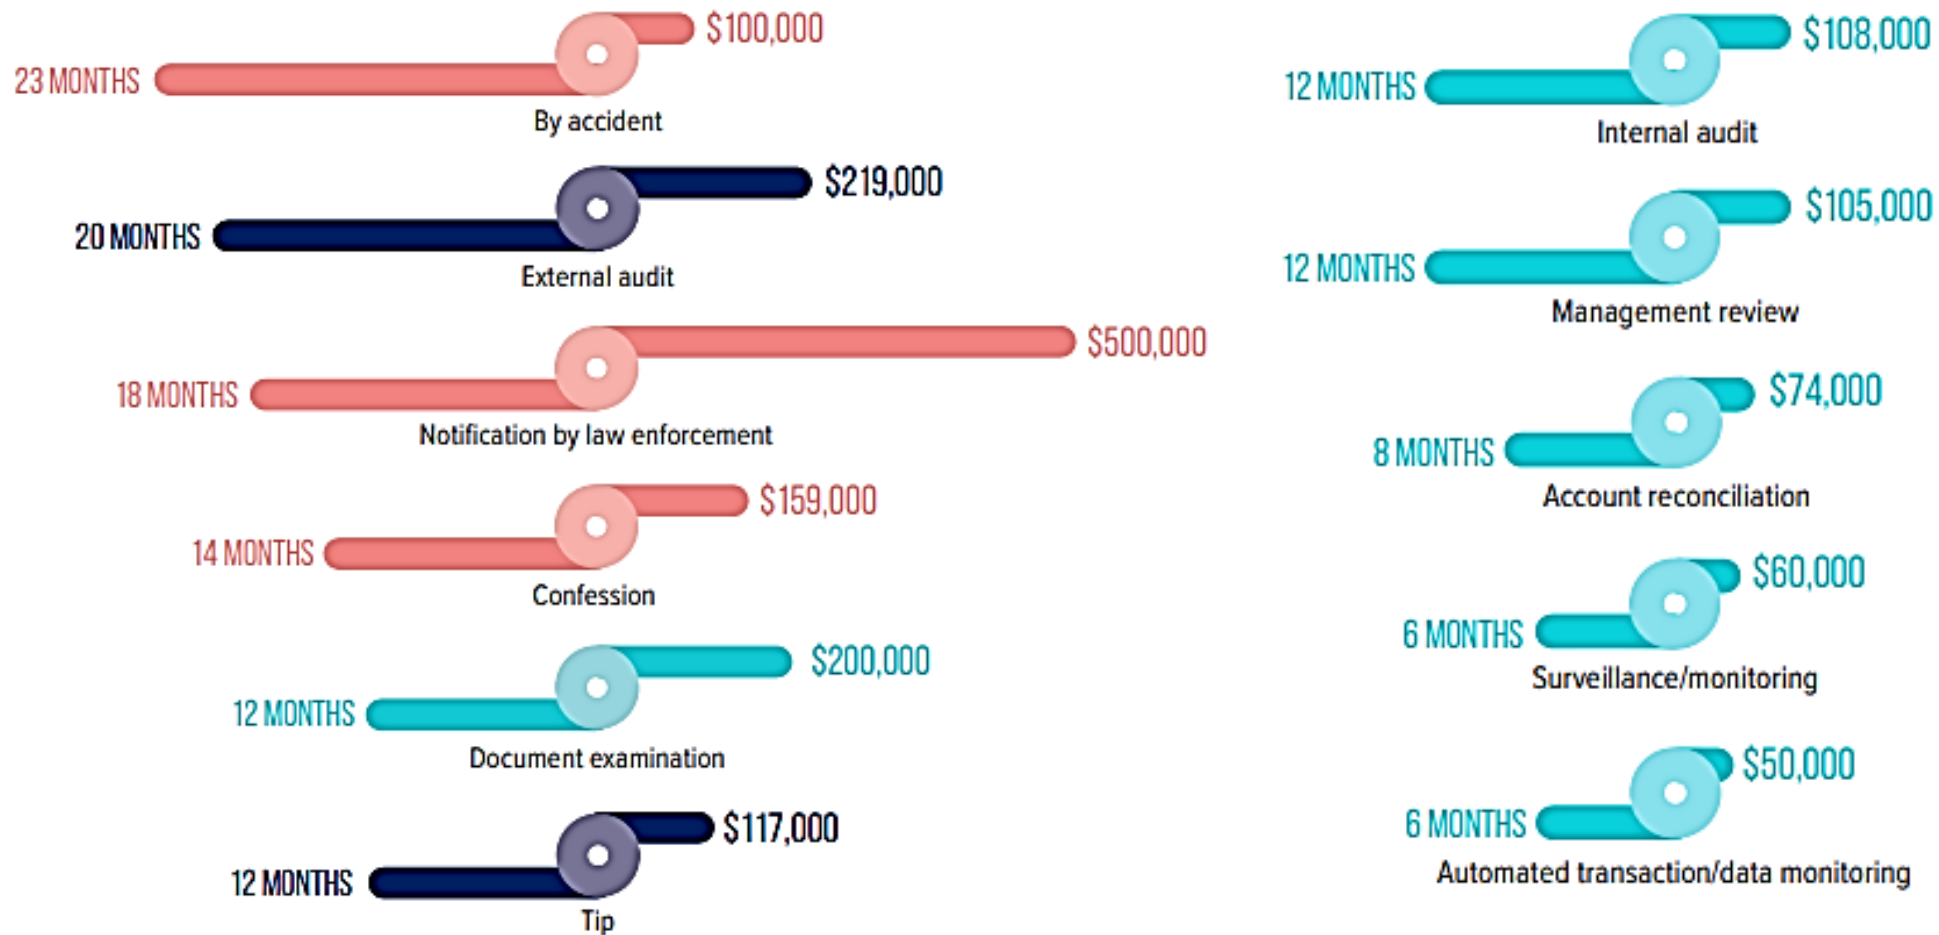 $100,000
23 MONTHS
By accident
$219,000
20 MONTHS
External audit
$500,000
18 MONTHS
Notification by law enforcement
$159,000
14 MONTHS
Confession
$200,000
12 MONTHS
Document examination
$117,000
12 MONTHS
Tip
$108,000
12 MONTHS
Internal audit
$105,000
12 MONTHS
Management review
$74,000
8 MONTHS
Account reconciliation
$60,000
6 MONTHS
Surveillance/monitoring
$50,000
6 MONTHS
Automated transaction/data monitoring